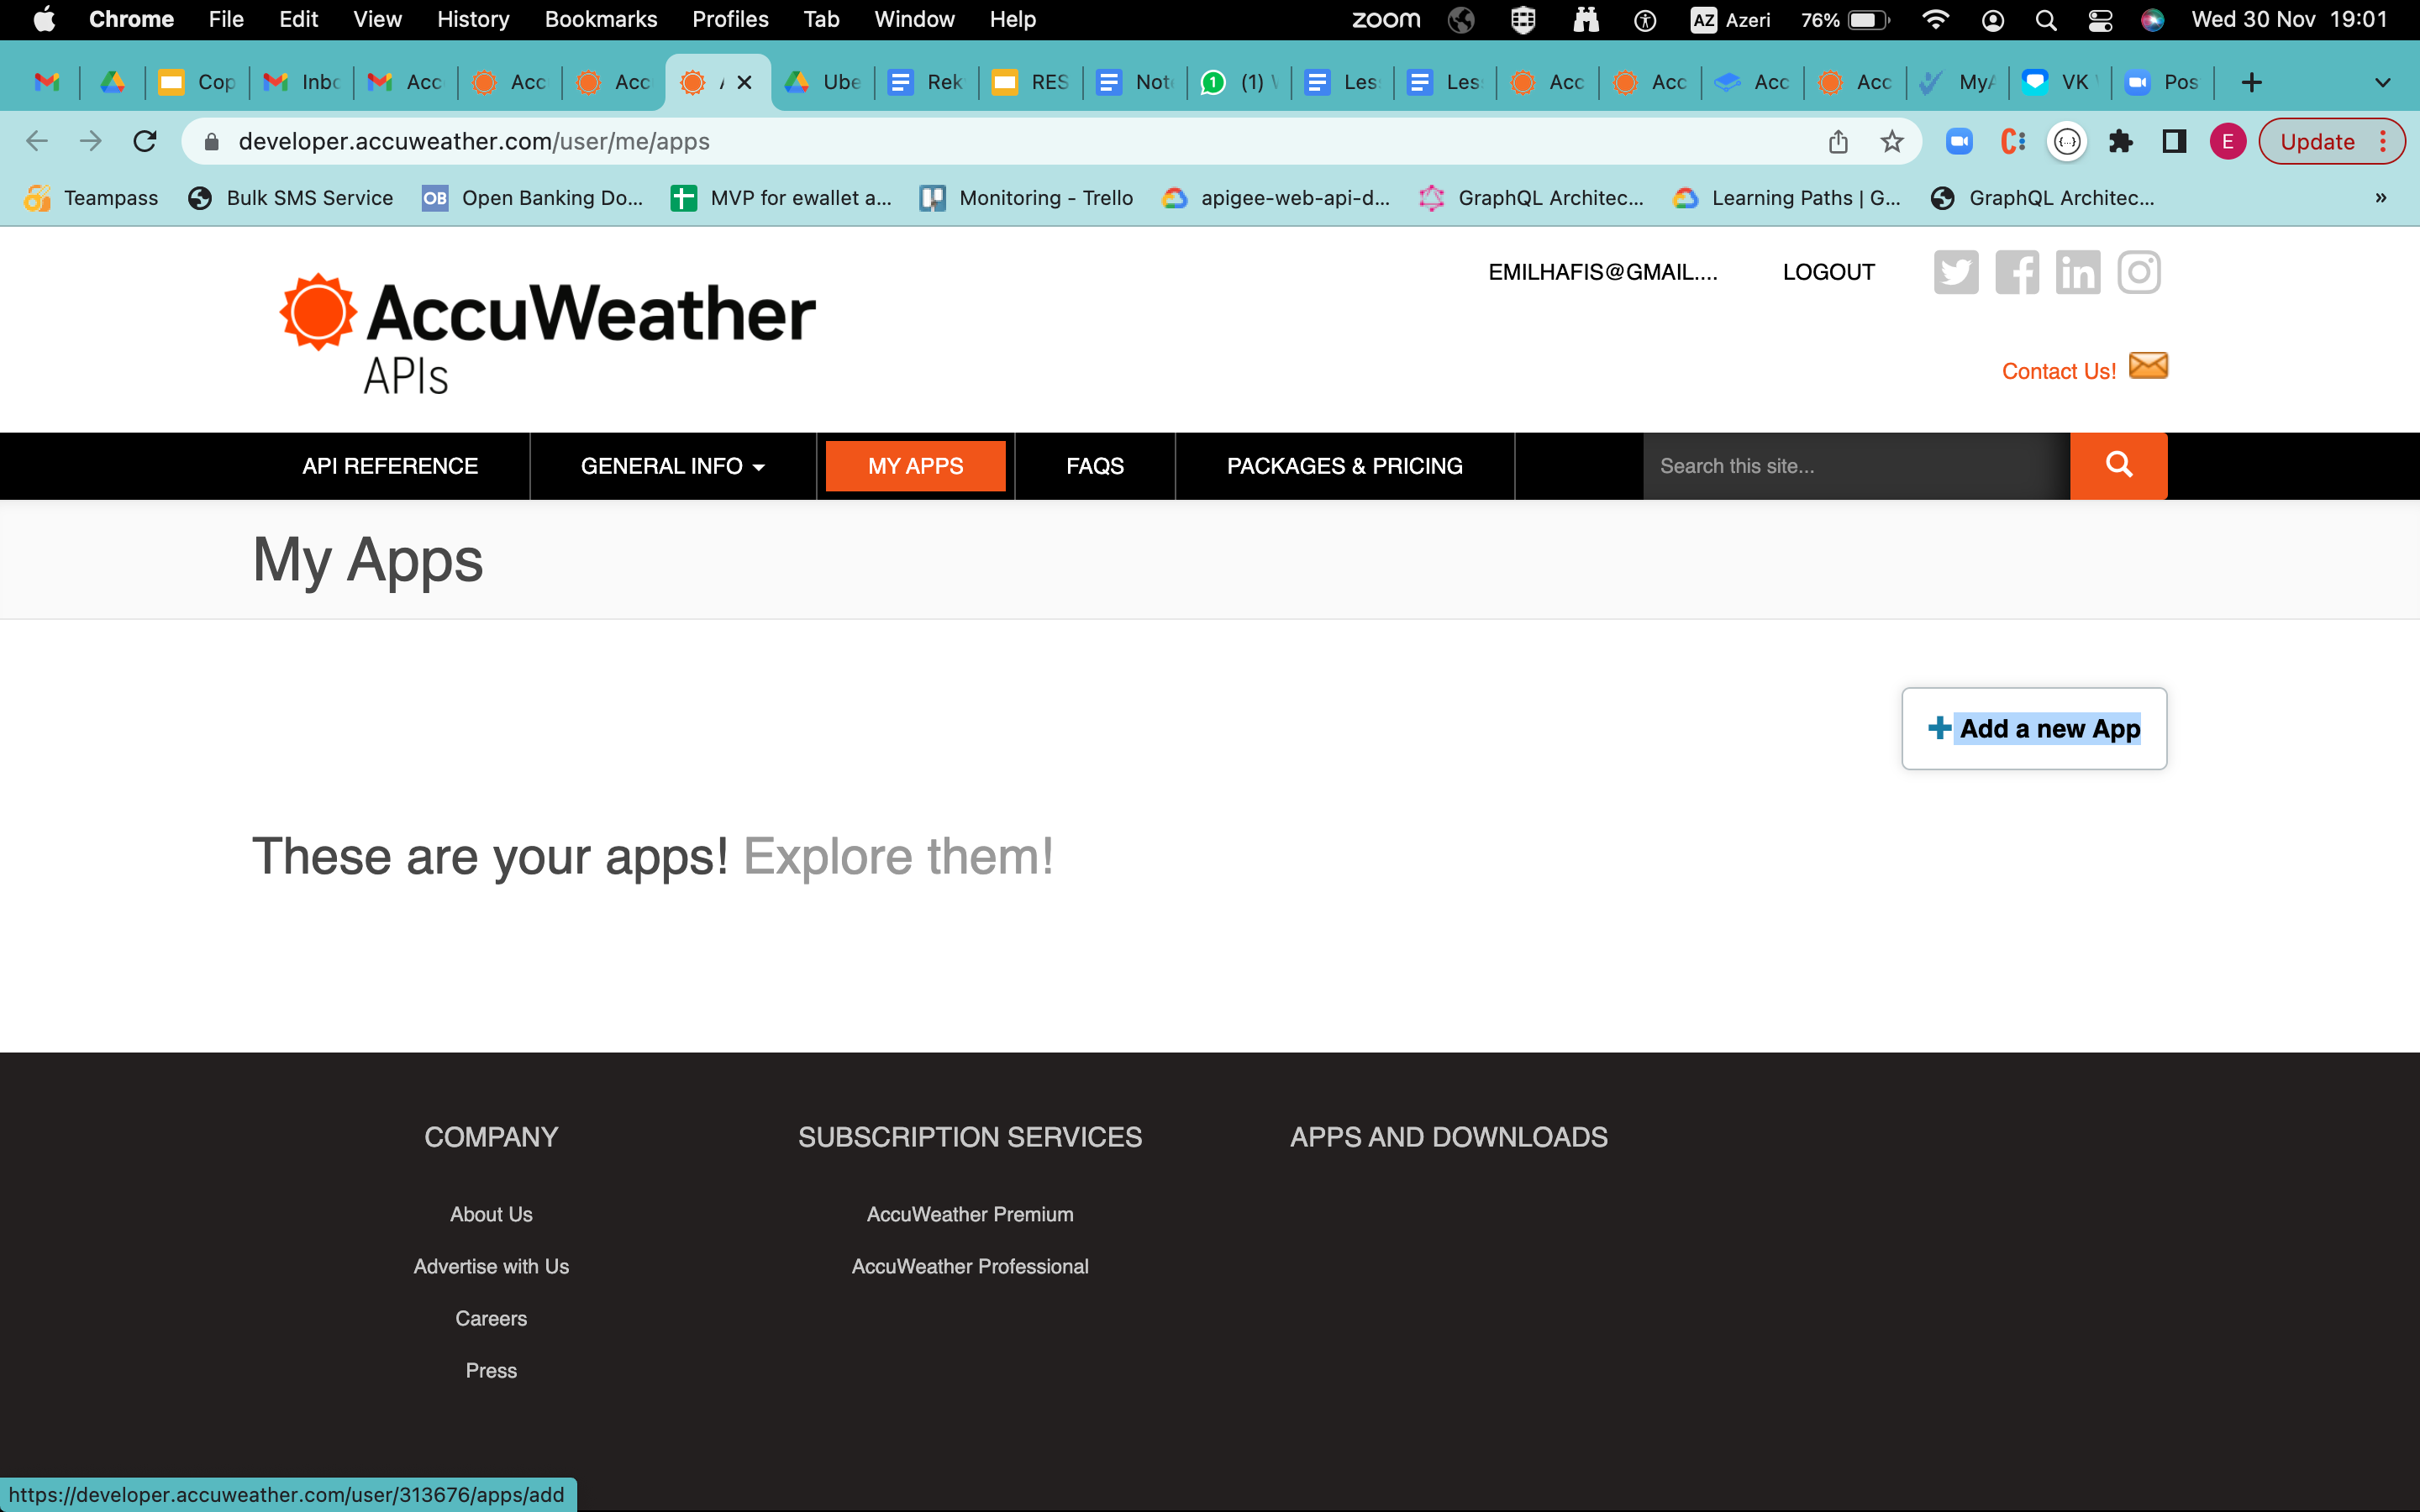 Chrome File Edit View History Bookmarks Profiles Tab Window Help zoom AZ Azeri 76% Wed 30 Nov 19:01
Cop Inbc Acc Acc Acc Ube Rek RES Not (1) Les Les Acc Acc Acc Acc MyA VK Pos
developer.accuweather.com/user/me/apps E Update
Teampass Bulk SMS Service OB Open Banking Do... MVP for ewallet a... Monitoring - Trello apigee-web-api-d... GraphQL Architec... Learning Paths | G... GraphQL Architec... »
EMILHAFIS@GMAIL.... LOGOUT
AccuWeather
APIs
Contact Us!
API REFERENCE GENERAL INFO MY APPS FAQS PACKAGES & PRICING Search this site...
My Apps
Add a new App
These are your apps! Explore them!
COMPANY SUBSCRIPTION SERVICES APPS AND DOWNLOADS
About Us AccuWeather Premium
Advertise with Us AccuWeather Professional
Careers
Press
https://developer.accuweather.com/user/313676/apps/add